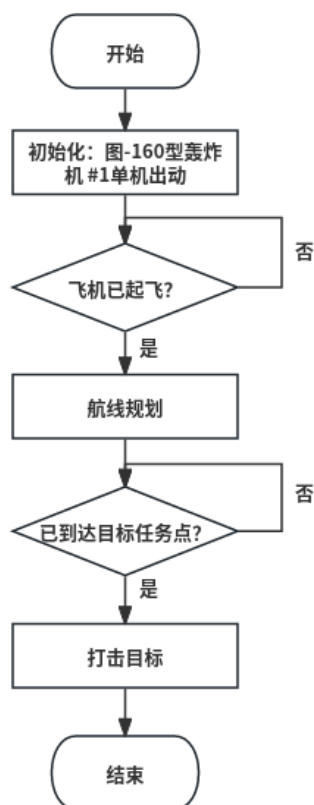 开始
初始化：图-160型轰炸
机 #1单机出动
否
飞机已起飞?
是
航线规划
否
已到达目标任务点?
是
打击目标
结束